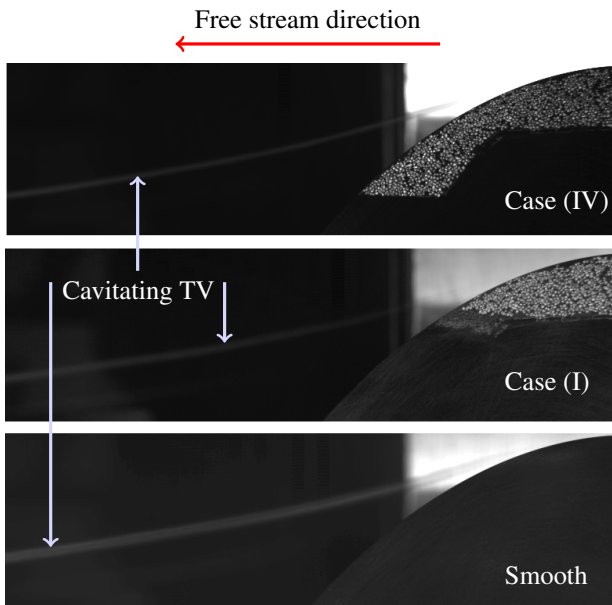 Free stream direction
Case (IV)
Cavitating TV
Case (I)
Smooth